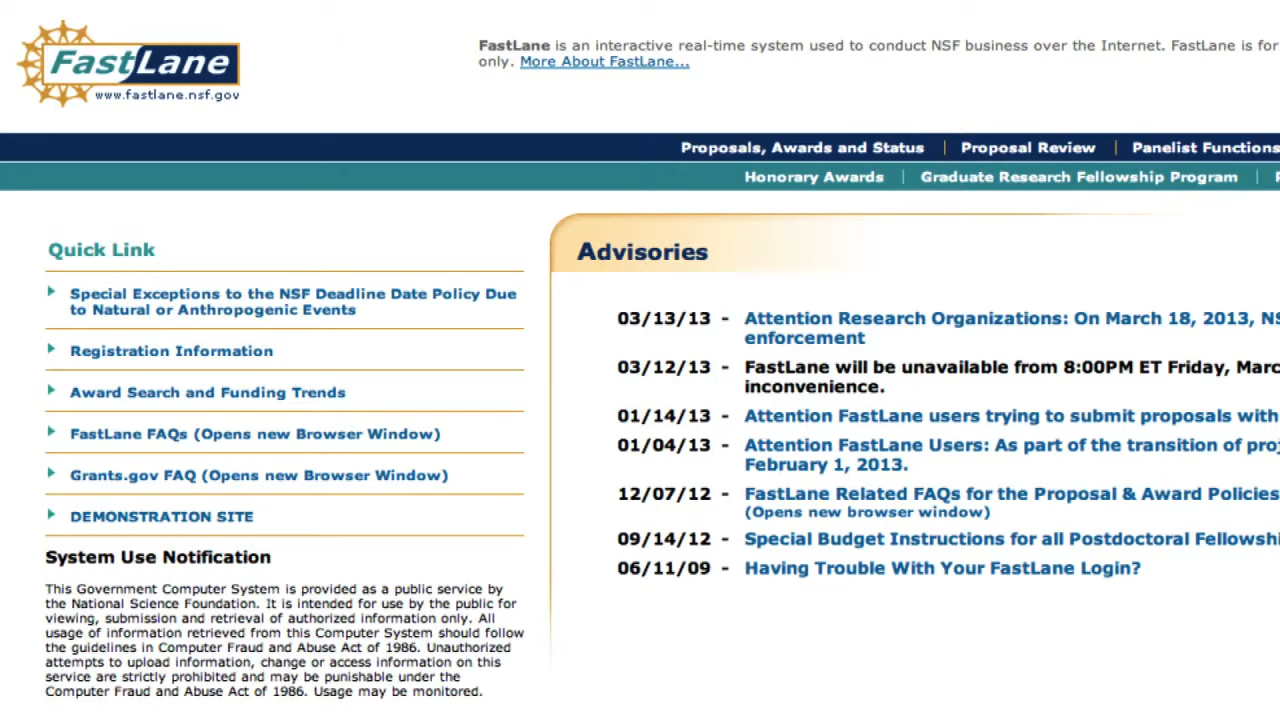 FastLane
www.fastlane.nsf.gov
FastLane is an interactive real-time system used to conduct NSF business over the Internet. FastLane is for
only. More About FastLane...
Proposals, Awards and Status | Proposal Review | Panelist Functions
Honorary Awards | Graduate Research Fellowship Program |
Quick Link
Special Exceptions to the NSF Deadline Date Policy Due
to Natural or Anthropogenic Events
Registration Information
Award Search and Funding Trends
FastLane FAQs (Opens new Browser Window)
Grants.gov FAQ (Opens new Browser Window)
DEMONSTRATION SITE
System Use Notification
This Government Computer System is provided as a public service by
the National Science Foundation. It is intended for use by the public for
viewing, submission and retrieval of authorized information only. All
usage of information retrieved from this Computer System should follow
the guidelines in Computer Fraud and Abuse Act of 1986. Unauthorized
attempts to upload information, change or access information on this
service are strictly prohibited and may be punishable under the
Computer Fraud and Abuse Act of 1986. Usage may be monitored.
Advisories
03/13/13 - Attention Research Organizations: On March 18, 2013, NS
enforcement
03/12/13 - FastLane will be unavailable from 8:00PM ET Friday, Marc
inconvenience.
01/14/13 - Attention FastLane users trying to submit proposals with
01/04/13 - Attention FastLane Users: As part of the transition of proj
February 1, 2013.
12/07/12 - FastLane Related FAQs for the Proposal & Award Policies
(Opens new browser window)
09/14/12 - Special Budget Instructions for all Postdoctoral Fellowshi
06/11/09 - Having Trouble With Your FastLane Login?